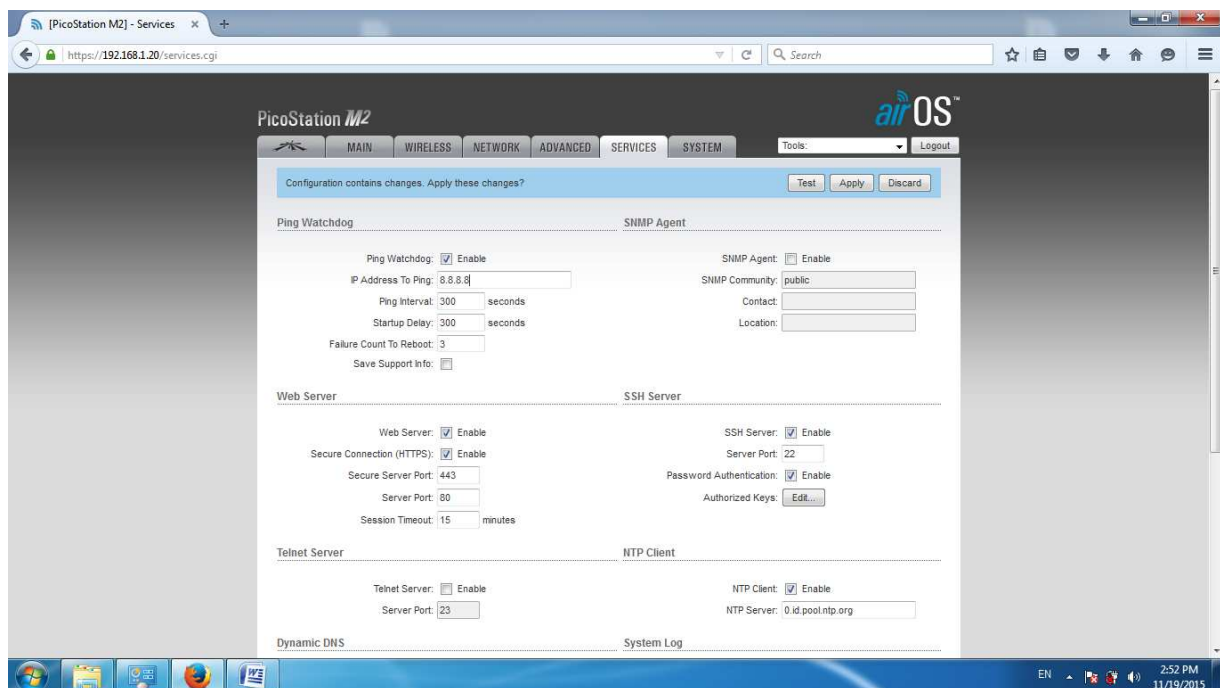 [PicoStation M2] - Services
https://192.168.1.20/services.cgi
Search
PicoStation M2
airOS™
MAIN WIRELESS NETWORK ADVANCED SERVICES SYSTEM Tools: Logout
Configuration contains changes. Apply these changes? Test Apply Discard
Ping Watchdog
Ping Watchdog: Enable
IP Address To Ping: 8.8.8.8
Ping Interval: 300 seconds
Startup Delay: 300 seconds
Failure Count To Reboot: 3
Save Support Info:
SNMP Agent
SNMP Agent: Enable
SNMP Community: public
Contact:
Location:
Web Server
Web Server: Enable
Secure Connection (HTTPS): Enable
Secure Server Port: 443
Server Port: 80
Session Timeout: 15 minutes
SSH Server
SSH Server: Enable
Server Port: 22
Password Authentication: Enable
Authorized Keys: Edit...
Telnet Server
Telnet Server: Enable
Server Port: 23
NTP Client
NTP Client: Enable
NTP Server: 0.id.pool.ntp.org
Dynamic DNS
System Log
EN
2:52 PM
11/19/2015